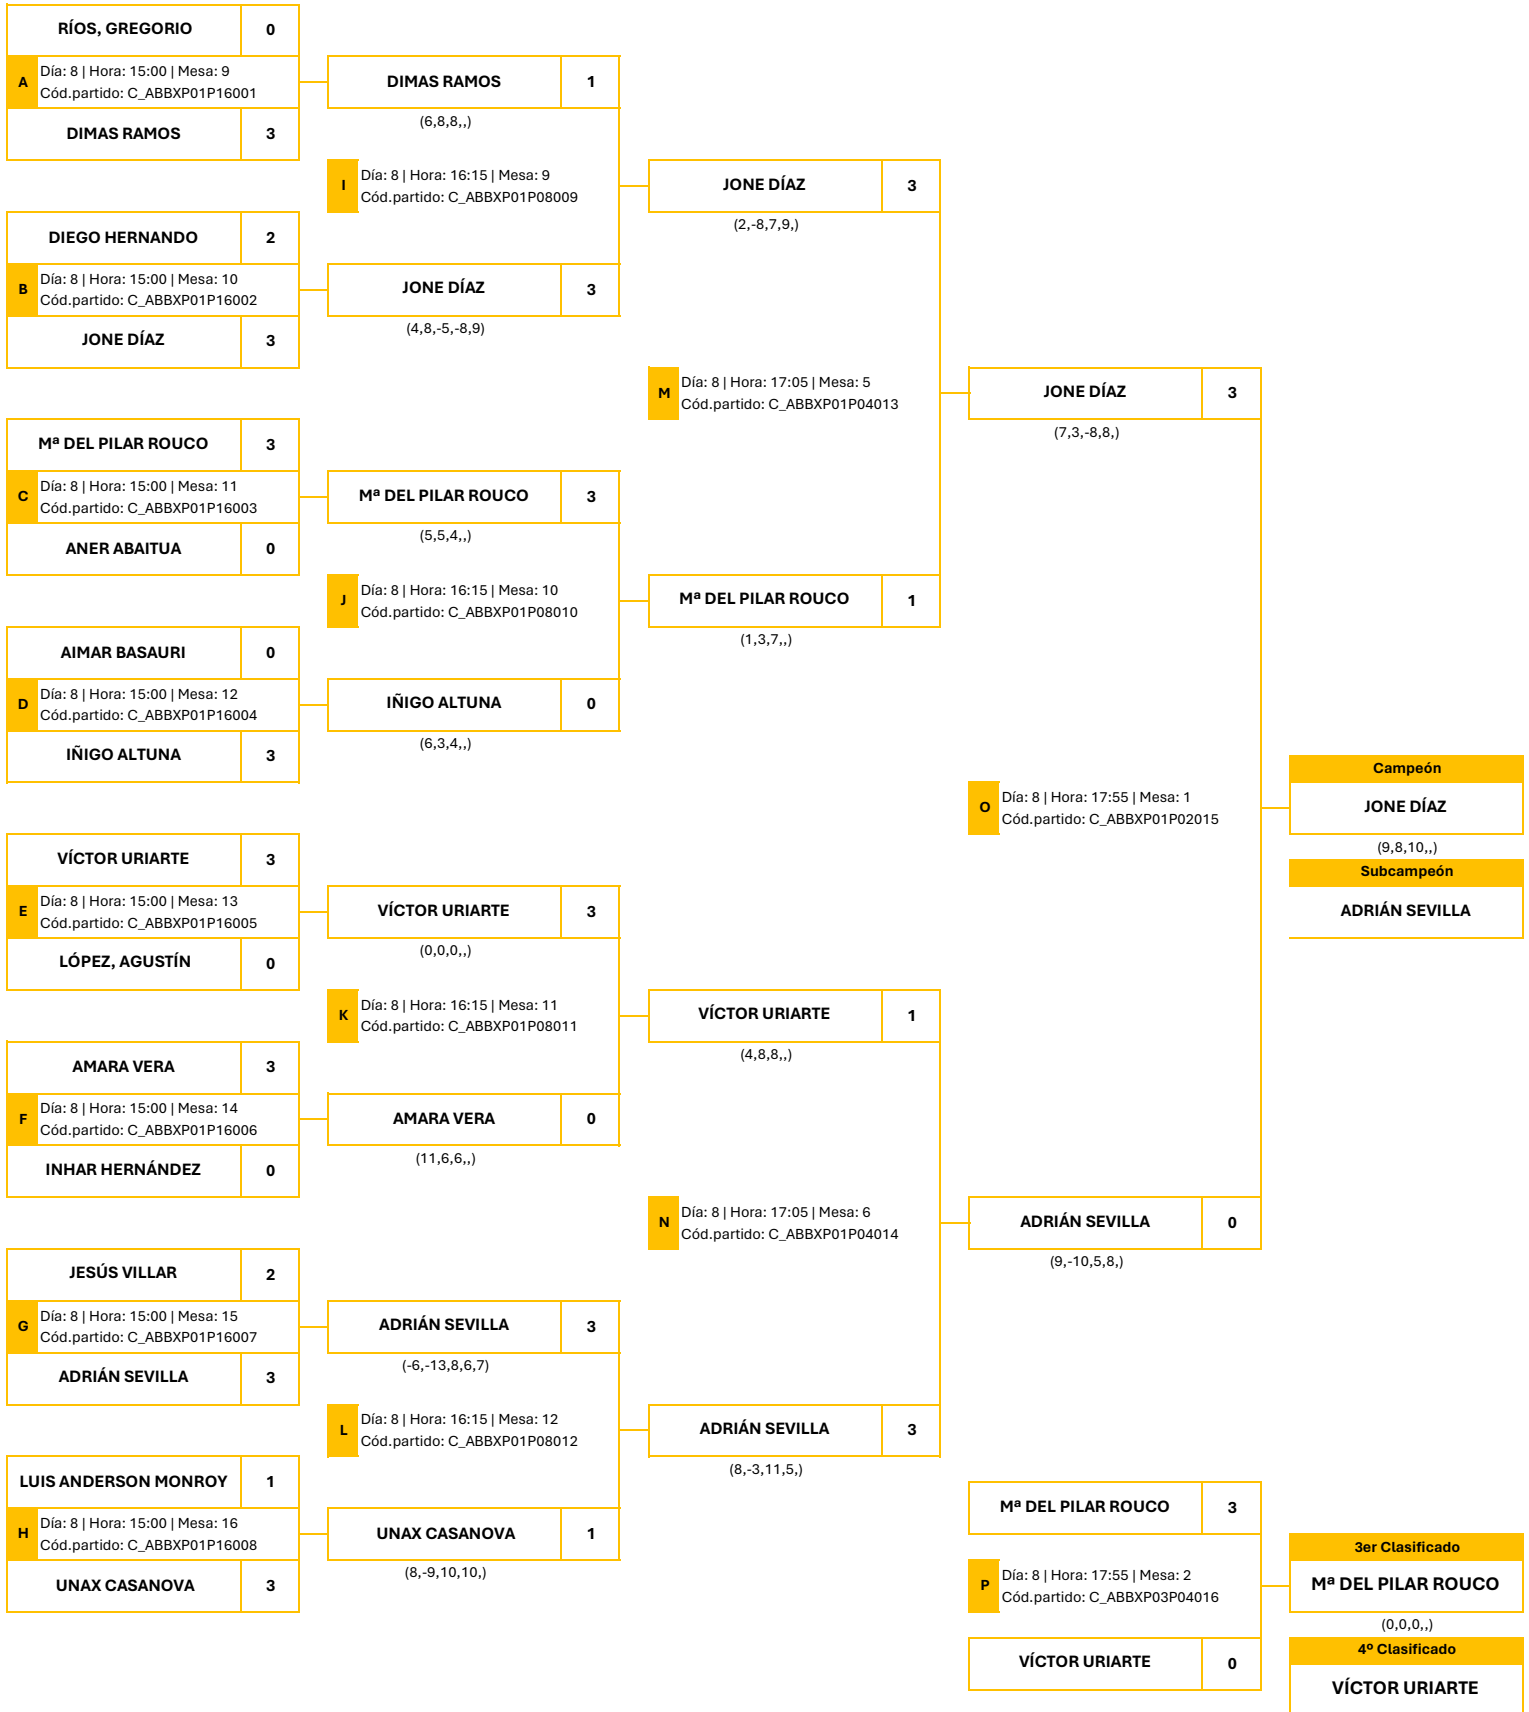 RÍOS, GREGORIO 0
A Día: 8 | Hora: 15:00 | Mesa: 9
Cód.partido: C_ABBXP01P16001
DIMAS RAMOS 3
DIEGO HERNANDO 2
B Día: 8 | Hora: 15:00 | Mesa: 10
Cód.partido: C_ABBXP01P16002
JONE DÍAZ 3
Mª DEL PILAR ROUCO 3
C Día: 8 | Hora: 15:00 | Mesa: 11
Cód.partido: C_ABBXP01P16003
ANER ABAITUA 0
AIMAR BASAURI 0
D Día: 8 | Hora: 15:00 | Mesa: 12
Cód.partido: C_ABBXP01P16004
IÑIGO ALTUNA 3
VÍCTOR URIARTE 3
E Día: 8 | Hora: 15:00 | Mesa: 13
Cód.partido: C_ABBXP01P16005
LÓPEZ, AGUSTÍN 0
AMARA VERA 3
F Día: 8 | Hora: 15:00 | Mesa: 14
Cód.partido: C_ABBXP01P16006
INHAR HERNÁNDEZ 0
JESÚS VILLAR 2
G Día: 8 | Hora: 15:00 | Mesa: 15
Cód.partido: C_ABBXP01P16007
ADRIÁN SEVILLA 3
LUIS ANDERSON MONROY 1
H Día: 8 | Hora: 15:00 | Mesa: 16
Cód.partido: C_ABBXP01P16008
UNAX CASANOVA 3
DIMAS RAMOS 1
(6,8,8,,)
I Día: 8 | Hora: 16:15 | Mesa: 9
Cód.partido: C_ABBXP01P08009
JONE DÍAZ 3
(4,8,-5,-8,9)
Mª DEL PILAR ROUCO 3
(5,5,4,,)
J Día: 8 | Hora: 16:15 | Mesa: 10
Cód.partido: C_ABBXP01P08010
IÑIGO ALTUNA 0
(6,3,4,,)
VÍCTOR URIARTE 3
(0,0,0,,)
K Día: 8 | Hora: 16:15 | Mesa: 11
Cód.partido: C_ABBXP01P08011
AMARA VERA 0
(11,6,6,,)
ADRIÁN SEVILLA 3
(-6,-13,8,6,7)
L Día: 8 | Hora: 16:15 | Mesa: 12
Cód.partido: C_ABBXP01P08012
UNAX CASANOVA 1
(8,-9,10,10,)
JONE DÍAZ 3
(2,-8,7,9,)
M Día: 8 | Hora: 17:05 | Mesa: 5
Cód.partido: C_ABBXP01P04013
Mª DEL PILAR ROUCO 1
(1,3,7,,)
VÍCTOR URIARTE 1
(4,8,8,,)
N Día: 8 | Hora: 17:05 | Mesa: 6
Cód.partido: C_ABBXP01P04014
ADRIÁN SEVILLA 3
(8,-3,11,5,)
JONE DÍAZ 3
(7,3,-8,8,)
O Día: 8 | Hora: 17:55 | Mesa: 1
Cód.partido: C_ABBXP01P02015
ADRIÁN SEVILLA 0
(9,-10,5,8,)
Campeón
JONE DÍAZ
(9,8,10,,)
Subcampeón
ADRIÁN SEVILLA
Mª DEL PILAR ROUCO 3
P Día: 8 | Hora: 17:55 | Mesa: 2
Cód.partido: C_ABBXP03P04016
VÍCTOR URIARTE 0
3er Clasificado
Mª DEL PILAR ROUCO
(0,0,0,,)
4º Clasificado
VÍCTOR URIARTE